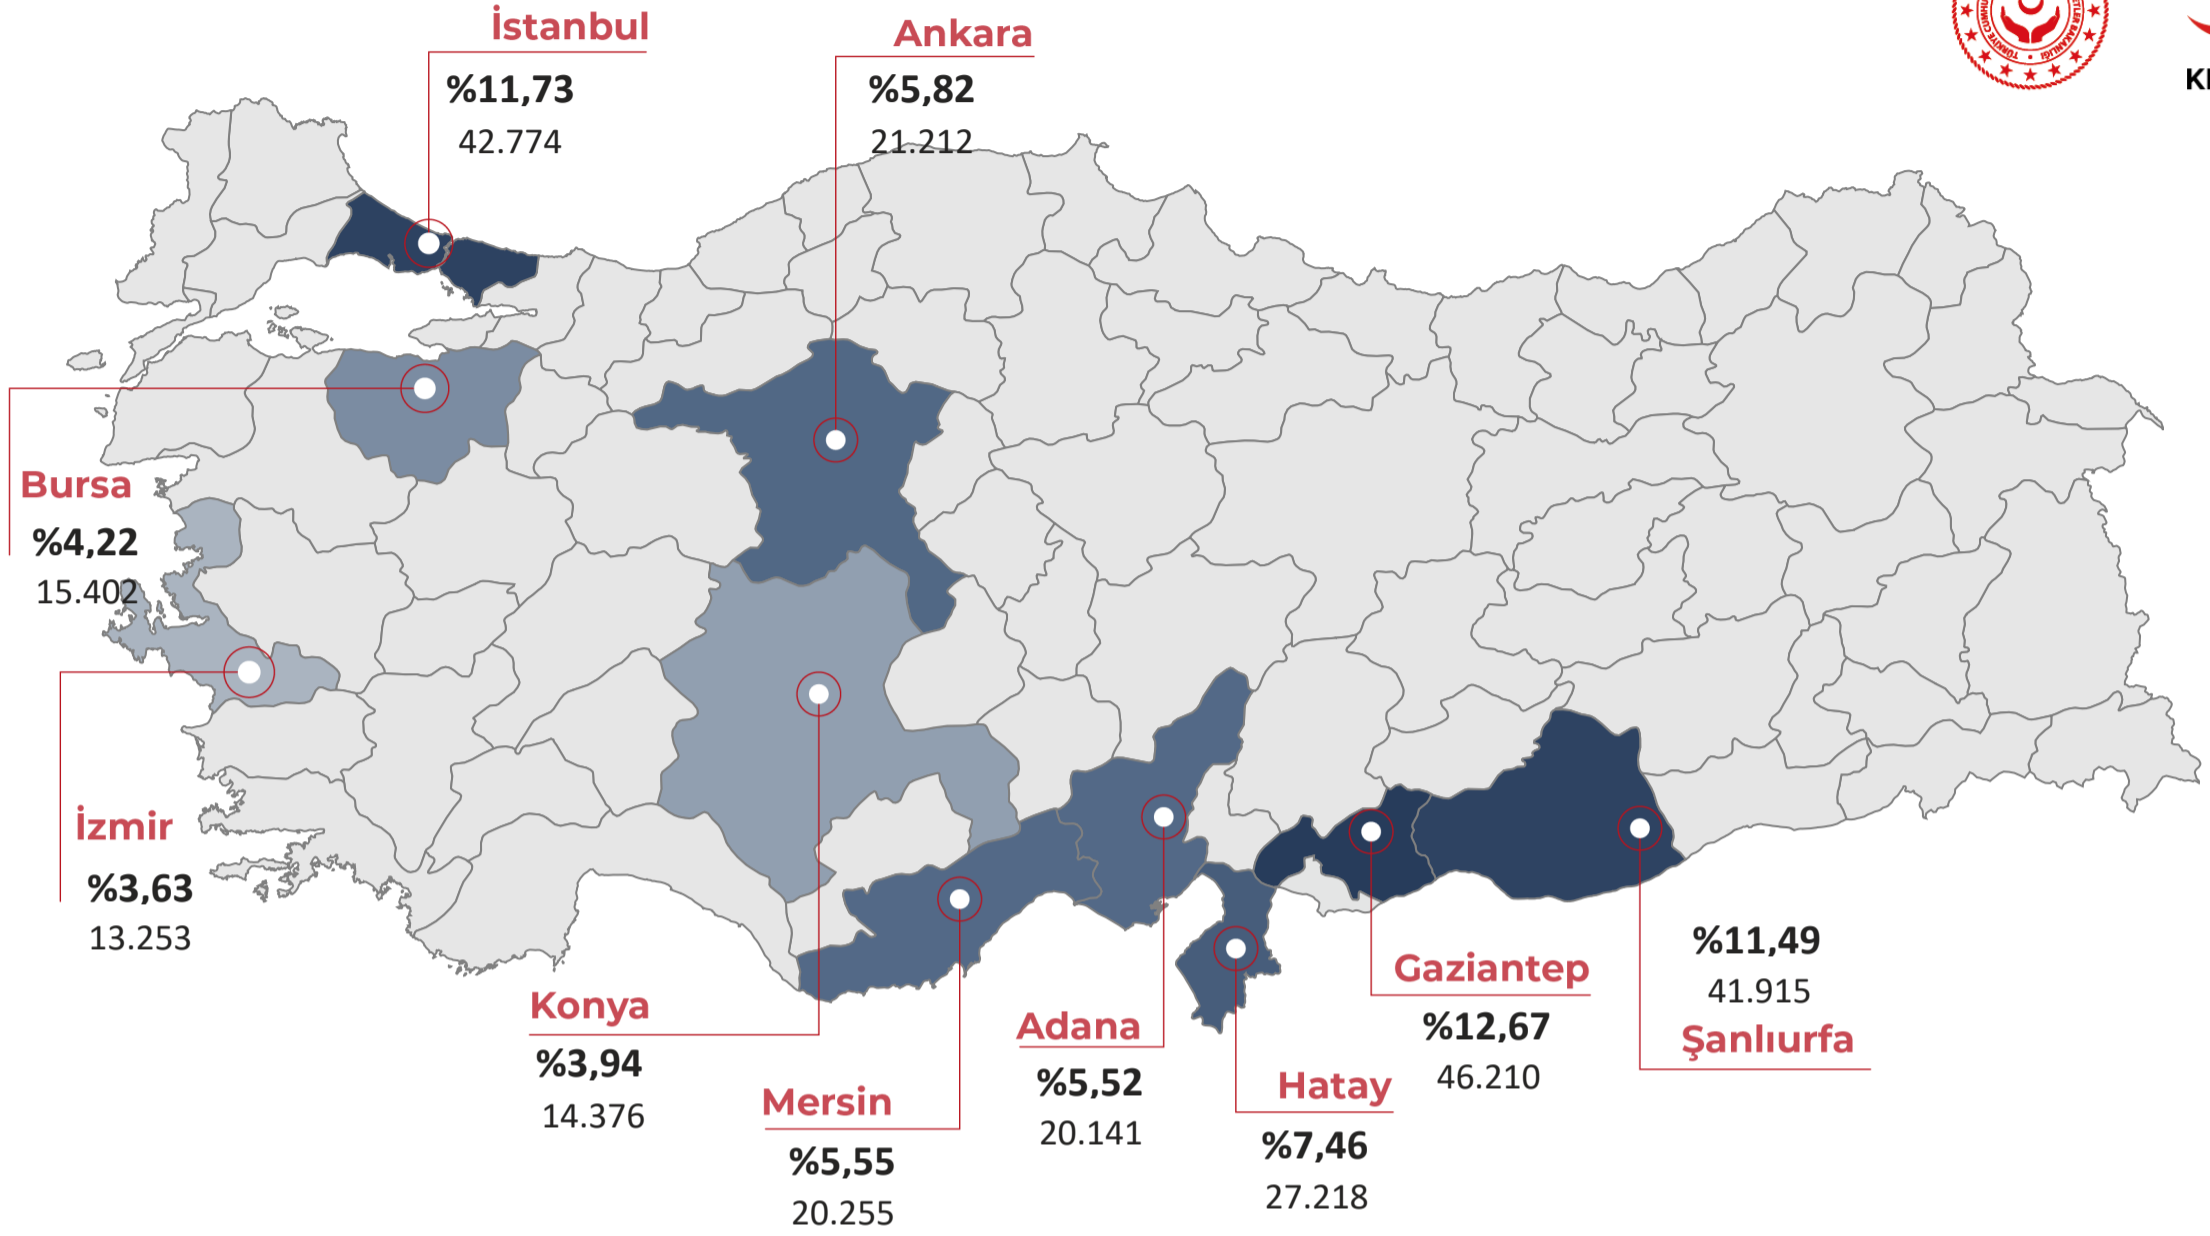 İstanbul
%11,73
42.774
Ankara
%5,82
21.212
Bursa
%4,22
15.402
İzmir
%3,63
13.253
Konya
%3,94
14.376
Mersin
%5,55
20.255
Adana
%5,52
20.141
Hatay
%7,46
27.218
Gaziantep
%12,67
46.210
%11,49
41.915
Şanlıurfa